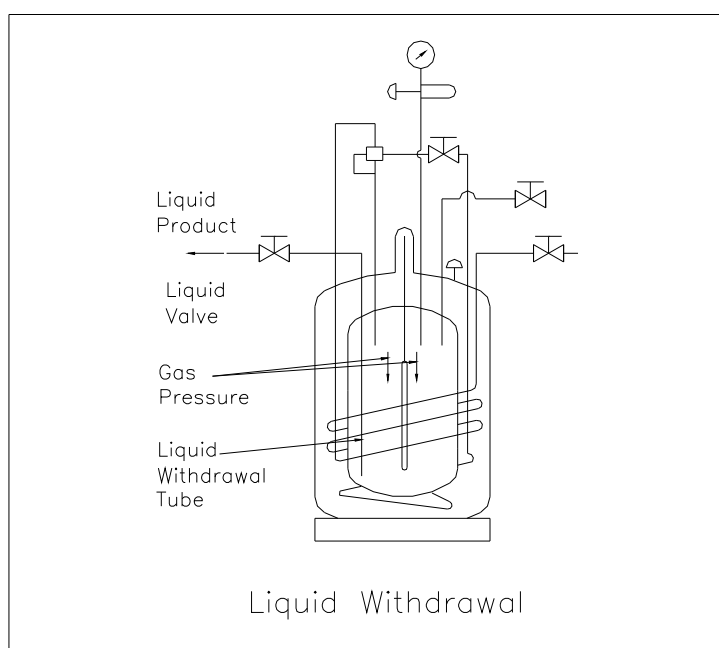 Liquid
Product
Liquid
Valve
Gas
Pressure
Liquid
Withdrawal
Tube
Liquid Withdrawal